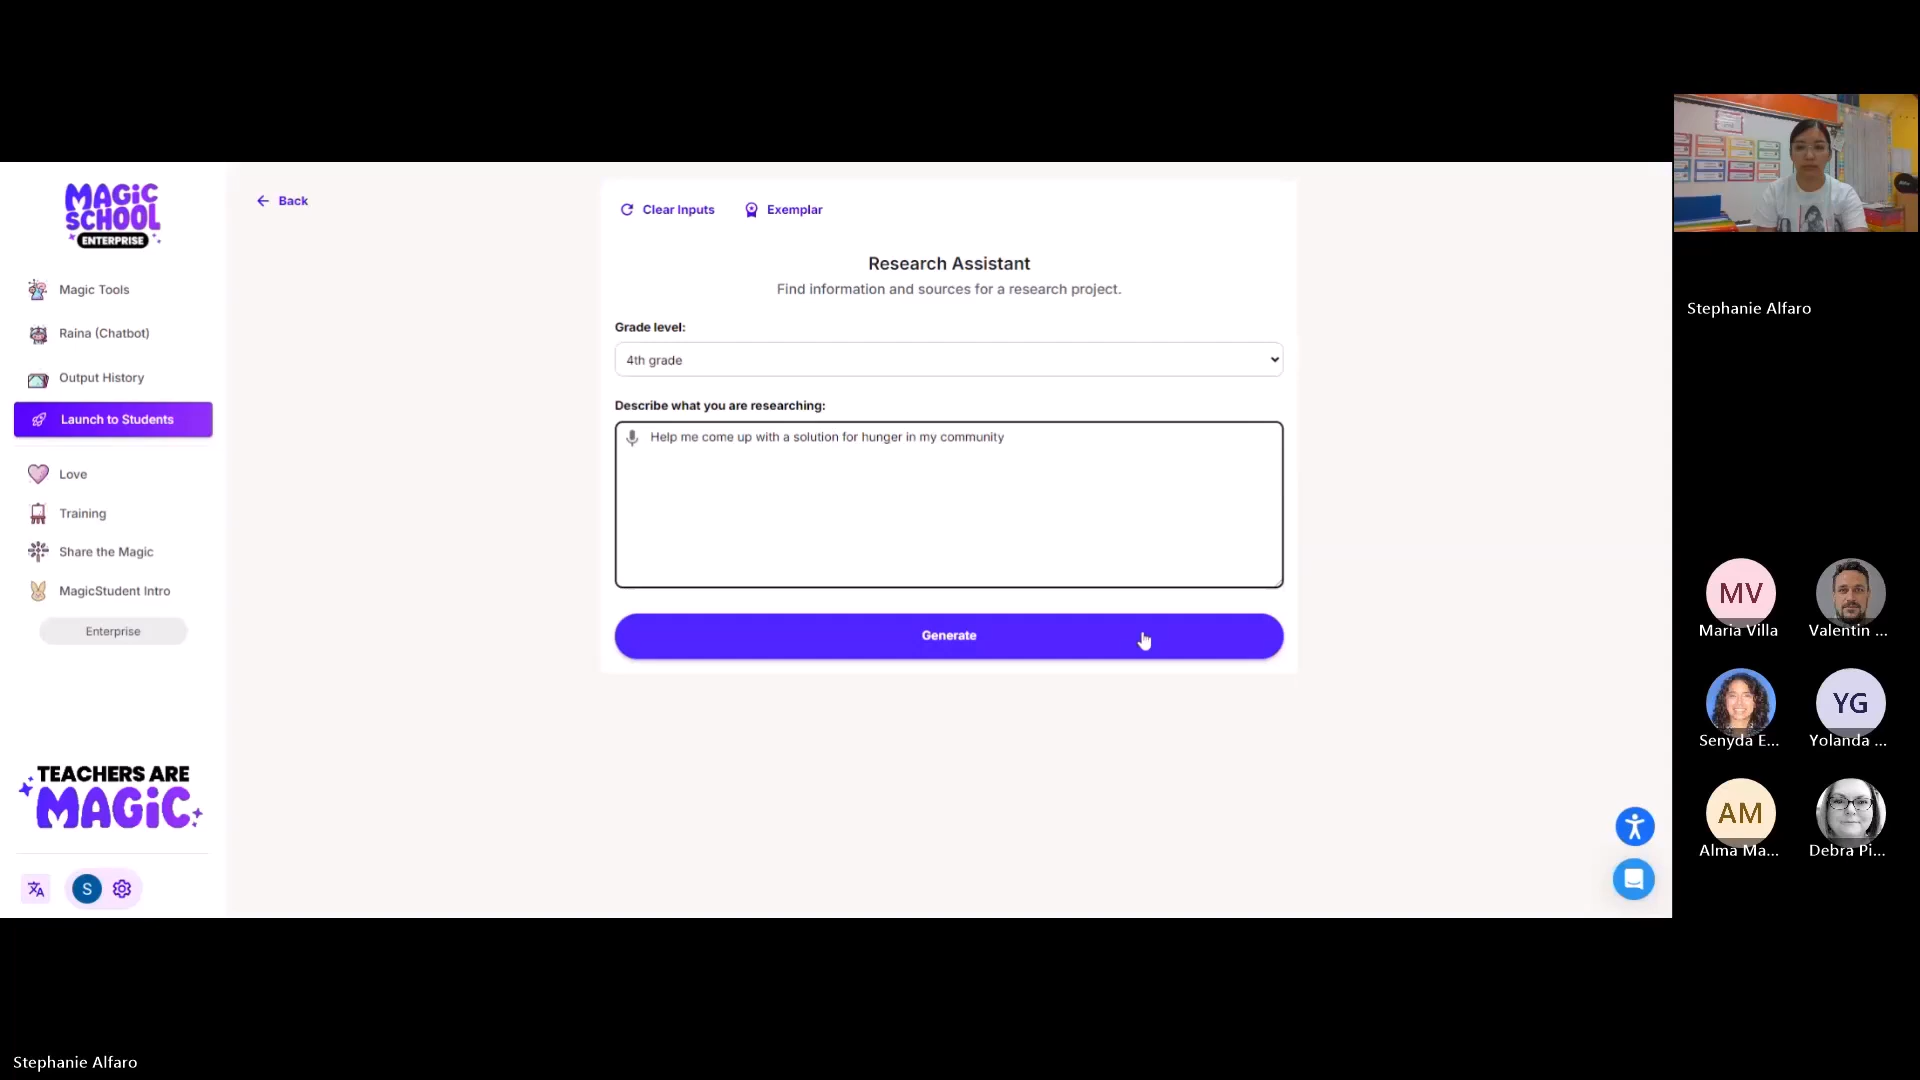 MAGIC
SCHOOL
ENTERPRISE
Magic Tools
Raina (Chatbot)
Output History
Launch to Students
Love
Training
Share the Magic
MagicStudent Intro
Enterprise
TEACHERS ARE
MAGIC
S
Back
Clear Inputs
Exemplar
Research Assistant
Find information and sources for a research project.
Grade level:
4th grade
Describe what you are researching:
Help me come up with a solution for hunger in my community
Generate
Stephanie Alfaro
MV
Maria Villa
Valentin ...
Senyda E...
YG
Yolanda ...
AM
Alma Ma...
Debra Pi...
Stephanie Alfaro